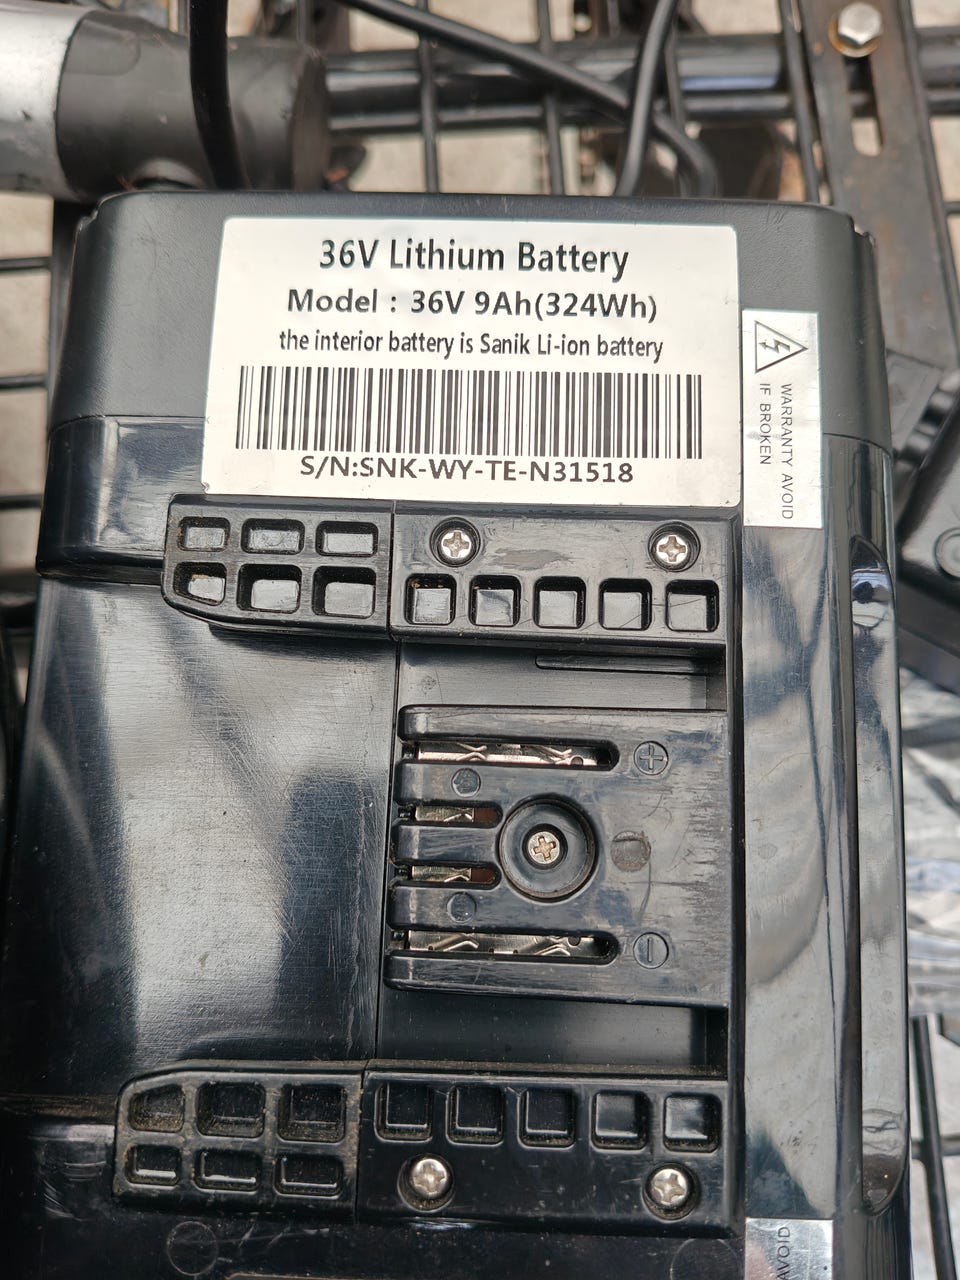 36V Lithium Battery
Model : 36V 9Ah(324Wh)
the interior battery is Sanik Li-ion battery
S/N:SNK-WY-TE-N31518
WARRANTY AVOID
IF BROKEN
+
−
AVOID